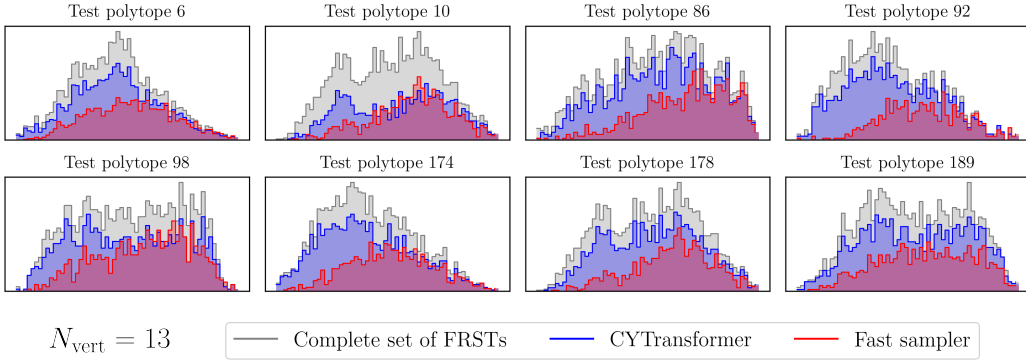 Test polytope 6
Test polytope 10
Test polytope 86
Test polytope 92
Test polytope 98
Test polytope 174
Test polytope 178
Test polytope 189
N_vert = 13
Complete set of FRSTs
CYTransformer
Fast sampler